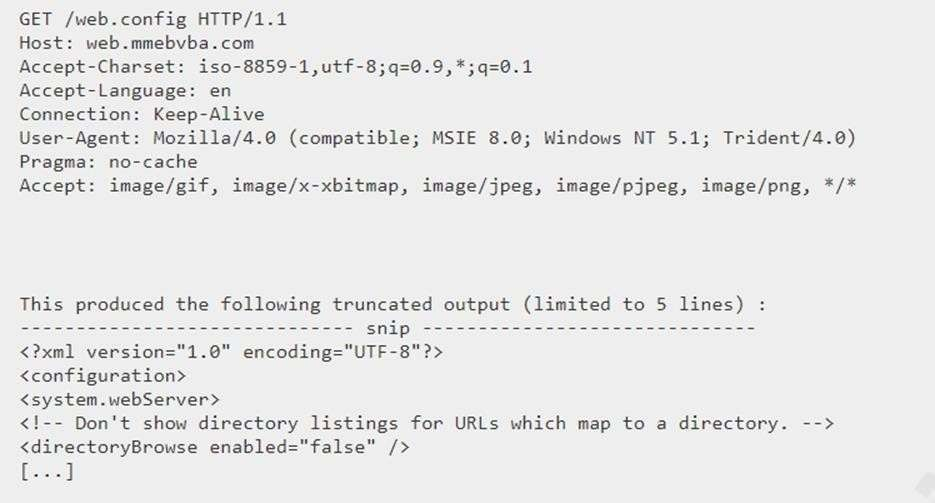 GET /web.config HTTP/1.1
Host: web.mmebvba.com
Accept-Charset: iso-8859-1,utf-8;q=0.9,*;q=0.1
Accept-Language: en
Connection: Keep-Alive
User-Agent: Mozilla/4.0 (compatible; MSIE 8.0; Windows NT 5.1; Trident/4.0)
Pragma: no-cache
Accept: image/gif, image/x-xbitmap, image/jpeg, image/pjpeg, image/png, */*
This produced the following truncated output (limited to 5 lines) :
------------------------------ snip ------------------------------
<?xml version="1.0" encoding="UTF-8"?>
<configuration>
<system.webServer>
<!-- Don't show directory listings for URLs which map to a directory. -->
<directoryBrowse enabled="false" />
[...]